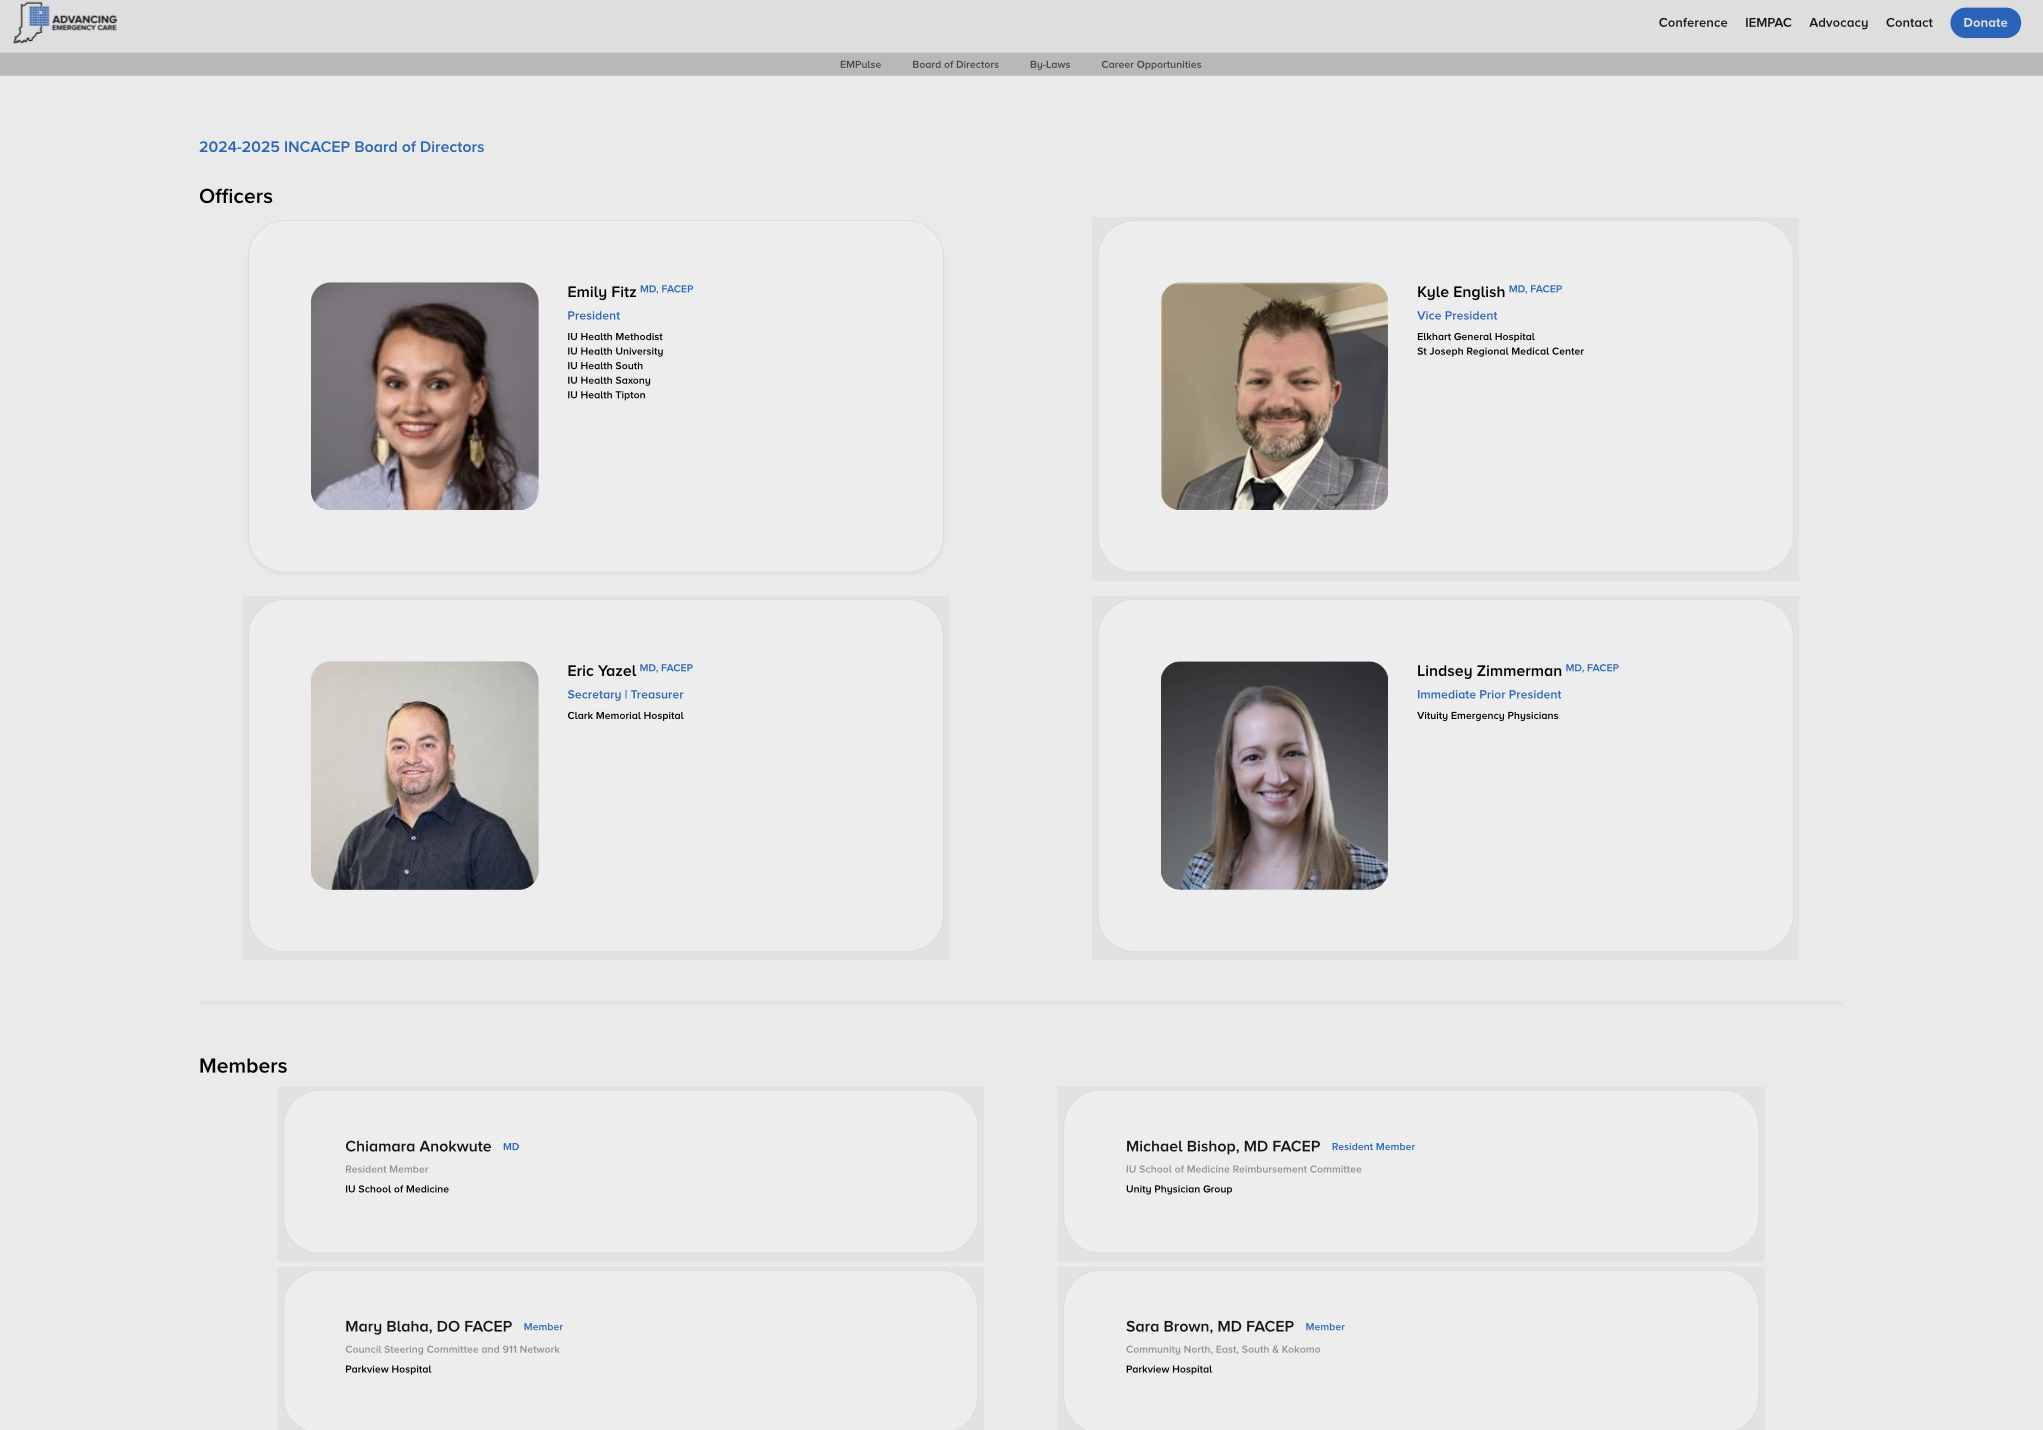 ADVANCING
EMERGENCY CARE
Conference
IEMPAC
Advocacy
Contact
Donate
EMPulse
Board of Directors
By-Laws
Career Opportunities
2024-2025 INCACEP Board of Directors
Officers
Emily Fitz MD, FACEP
President
IU Health Methodist
IU Health University
IU Health South
IU Health Saxony
IU Health Tipton
Kyle English MD, FACEP
Vice President
Elkhart General Hospital
St Joseph Regional Medical Center
Eric Yazel MD, FACEP
Secretary | Treasurer
Clark Memorial Hospital
Lindsey Zimmerman MD, FACEP
Immediate Prior President
Vituity Emergency Physicians
Members
Chiamara Anokwute MD
Resident Member
IU School of Medicine
Michael Bishop, MD FACEP Resident Member
IU School of Medicine Reimbursement Committee
Unity Physician Group
Mary Blaha, DO FACEP Member
Council Steering Committee and 911 Network
Parkview Hospital
Sara Brown, MD FACEP Member
Community North, East, South & Kokomo
Parkview Hospital